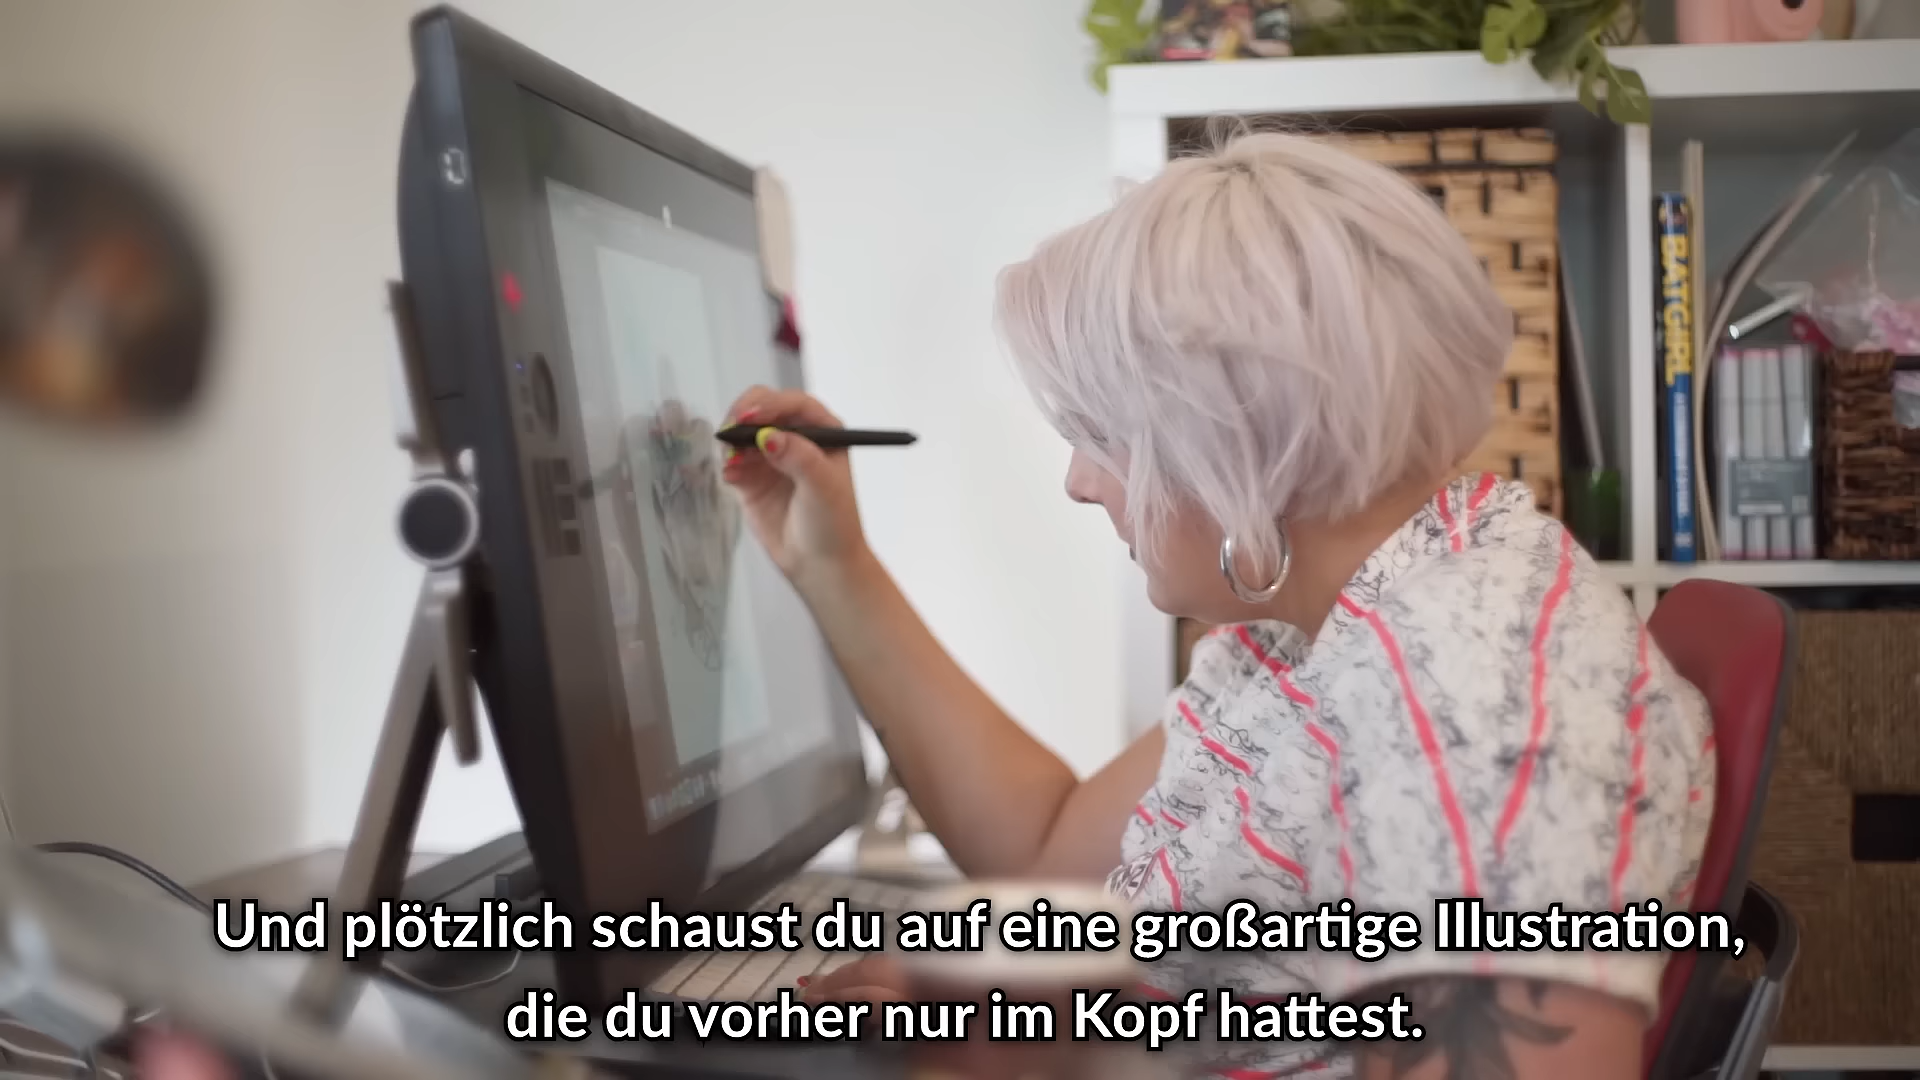 BATGIRL
Und plötzlich schaust du auf eine großartige Illustration,
die du vorher nur im Kopf hattest.